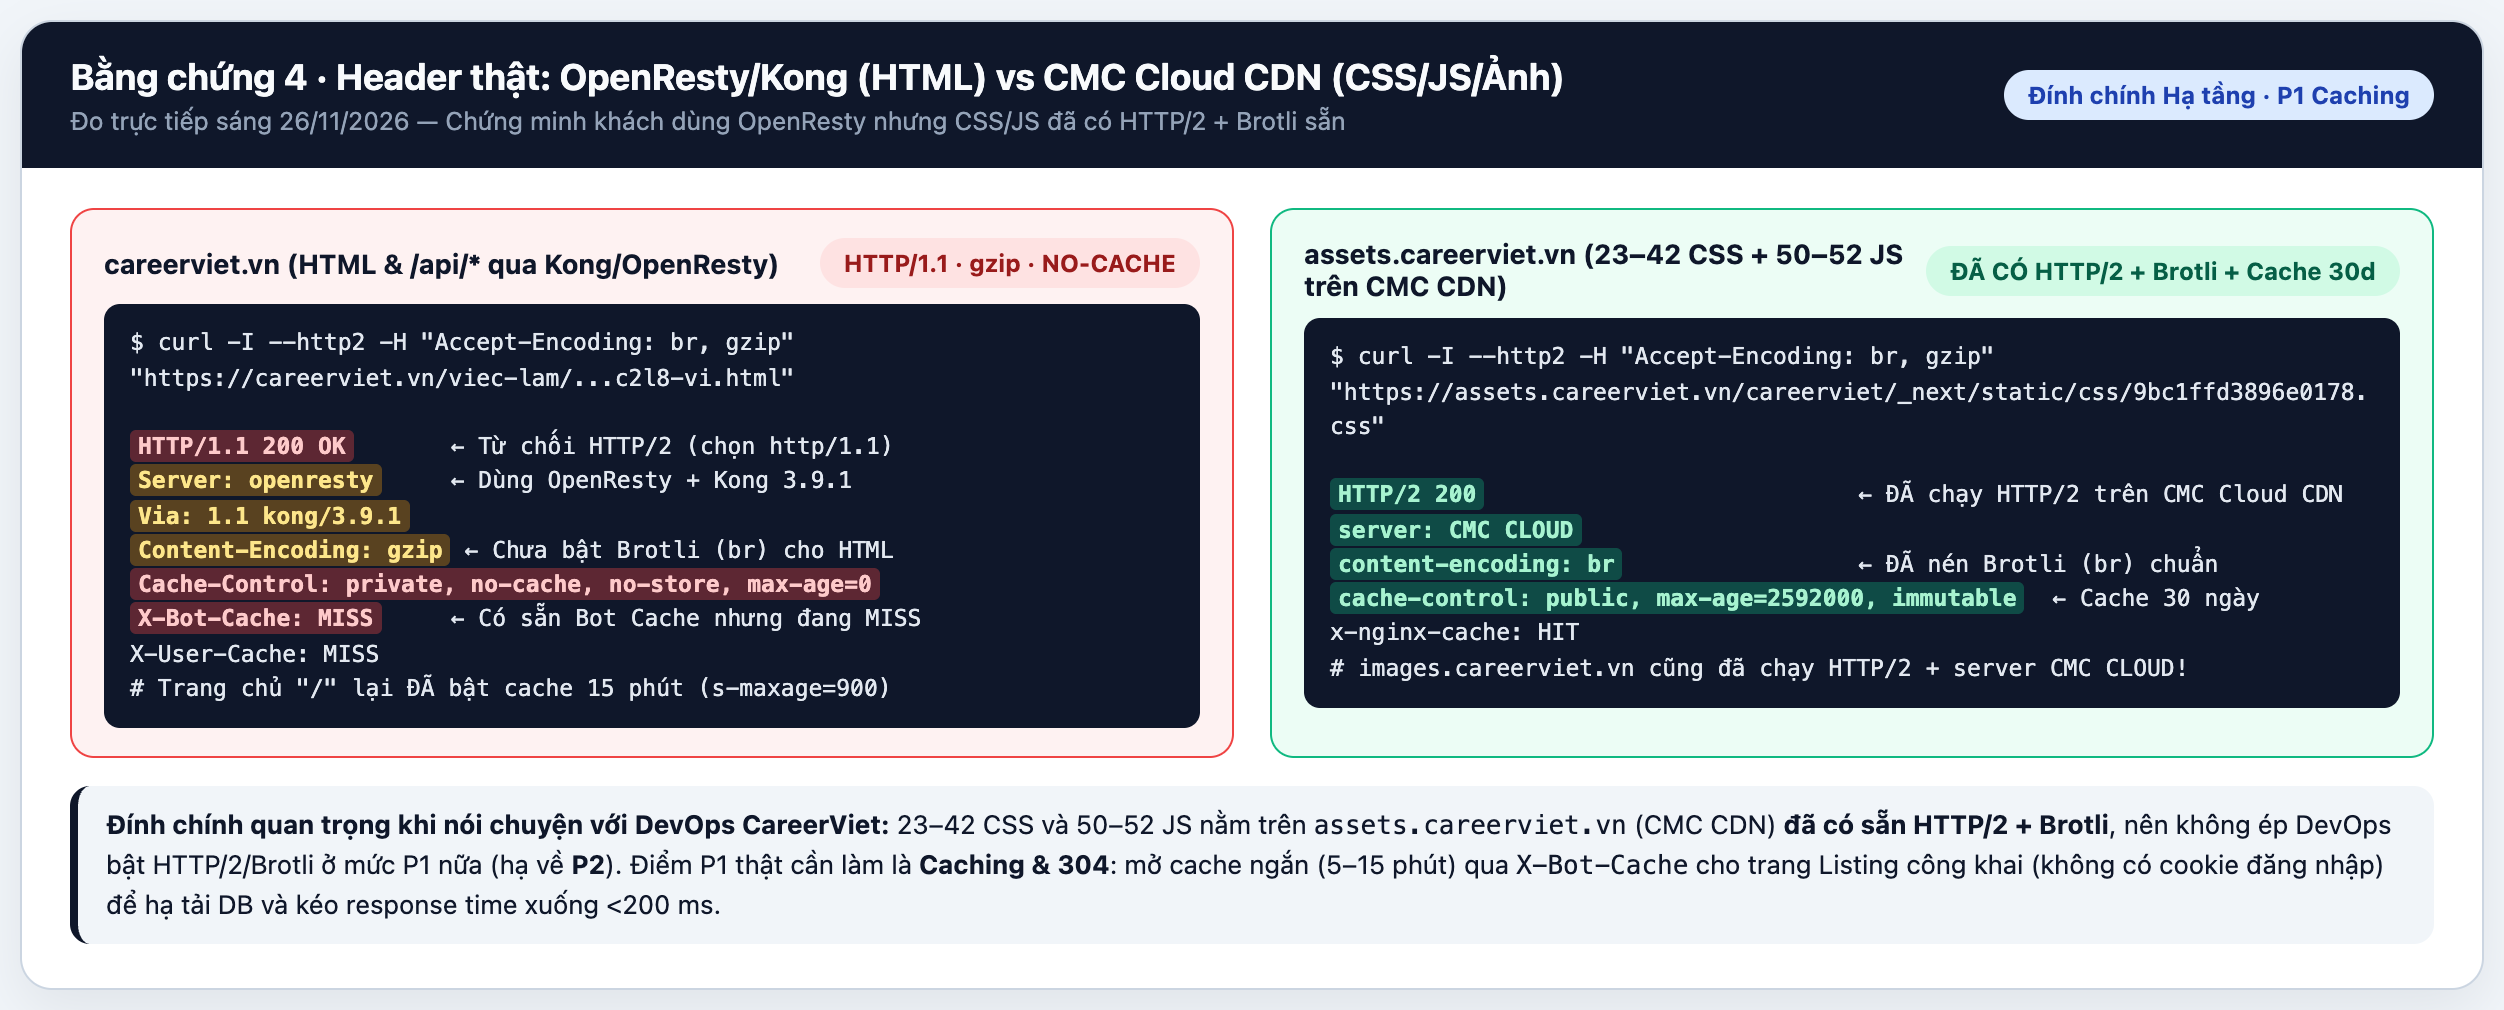 Bằng chứng 4 · Header thật: OpenResty/Kong (HTML) vs CMC Cloud CDN (CSS/JS/Ảnh)
Đo trực tiếp sáng 26/11/2026 — Chứng minh khách dùng OpenResty nhưng CSS/JS đã có HTTP/2 + Brotli sẵn
Đính chính Hạ tầng · P1 Caching
careerviet.vn (HTML & /api/* qua Kong/OpenResty)
HTTP/1.1 · gzip · NO-CACHE
$ curl -I --http2 -H "Accept-Encoding: br, gzip"
"https://careerviet.vn/viec-lam/...c2l8-vi.html"
HTTP/1.1 200 OK ← Từ chối HTTP/2 (chọn http/1.1)
Server: openresty ← Dùng OpenResty + Kong 3.9.1
Via: 1.1 kong/3.9.1
Content-Encoding: gzip ← Chưa bật Brotli (br) cho HTML
Cache-Control: private, no-cache, no-store, max-age=0
X-Bot-Cache: MISS ← Có sẵn Bot Cache nhưng đang MISS
X-User-Cache: MISS
# Trang chủ "/" lại ĐÃ bật cache 15 phút (s-maxage=900)
assets.careerviet.vn (23–42 CSS + 50–52 JS
trên CMC CDN)
ĐÃ CÓ HTTP/2 + Brotli + Cache 30d
$ curl -I --http2 -H "Accept-Encoding: br, gzip"
"https://assets.careerviet.vn/careerviet/_next/static/css/9bc1ffd3896e0178.
css"
HTTP/2 200 ← ĐÃ chạy HTTP/2 trên CMC Cloud CDN
server: CMC CLOUD
content-encoding: br ← ĐÃ nén Brotli (br) chuẩn
cache-control: public, max-age=2592000, immutable ← Cache 30 ngày
x-nginx-cache: HIT
# images.careerviet.vn cũng đã chạy HTTP/2 + server CMC CLOUD!
Đính chính quan trọng khi nói chuyện với DevOps CareerViet: 23–42 CSS và 50–52 JS nằm trên assets.careerviet.vn (CMC CDN) đã có sẵn HTTP/2 + Brotli, nên không ép DevOps
bật HTTP/2/Brotli ở mức P1 nữa (hạ về P2). Điểm P1 thật cần làm là Caching & 304: mở cache ngắn (5–15 phút) qua X-Bot-Cache cho trang Listing công khai (không có cookie đăng nhập)
để hạ tải DB và kéo response time xuống <200 ms.